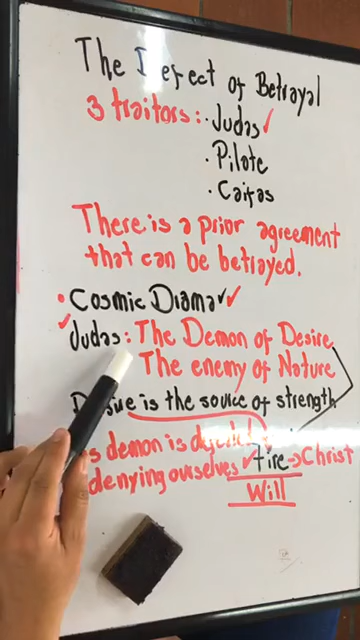 The Defect of Betrayal
3 traitors: · Judas ✓
· Pilate
· Caifas
There is a prior agreement
that can be betrayed.
• Cosmic Drama ✓✓
✓ Judas: The Demon of Desire
The enemy of Nature
is the source of strength
demon is
denying ourselves ✓ fire → Christ
Will